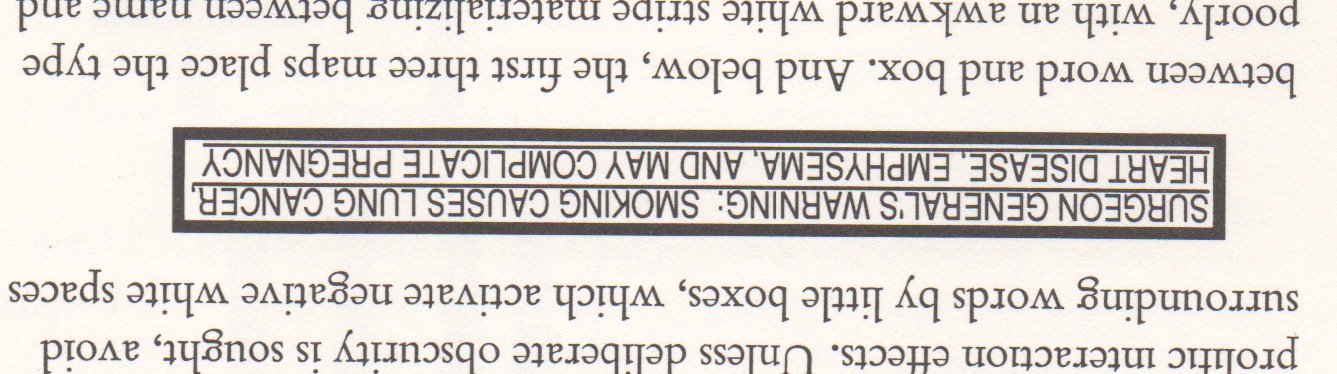 prolific interaction effects. Unless deliberate obscurity is sought, avoid
surrounding words by little boxes, which activate negative white spaces
SURGEON GENERAL'S WARNING: SMOKING CAUSES LUNG CANCER,
HEART DISEASE, EMPHYSEMA, AND MAY COMPLICATE PREGNANCY
between word and box. And below, the first three maps place the type
poorly, with an awkward white stripe materializing between name and